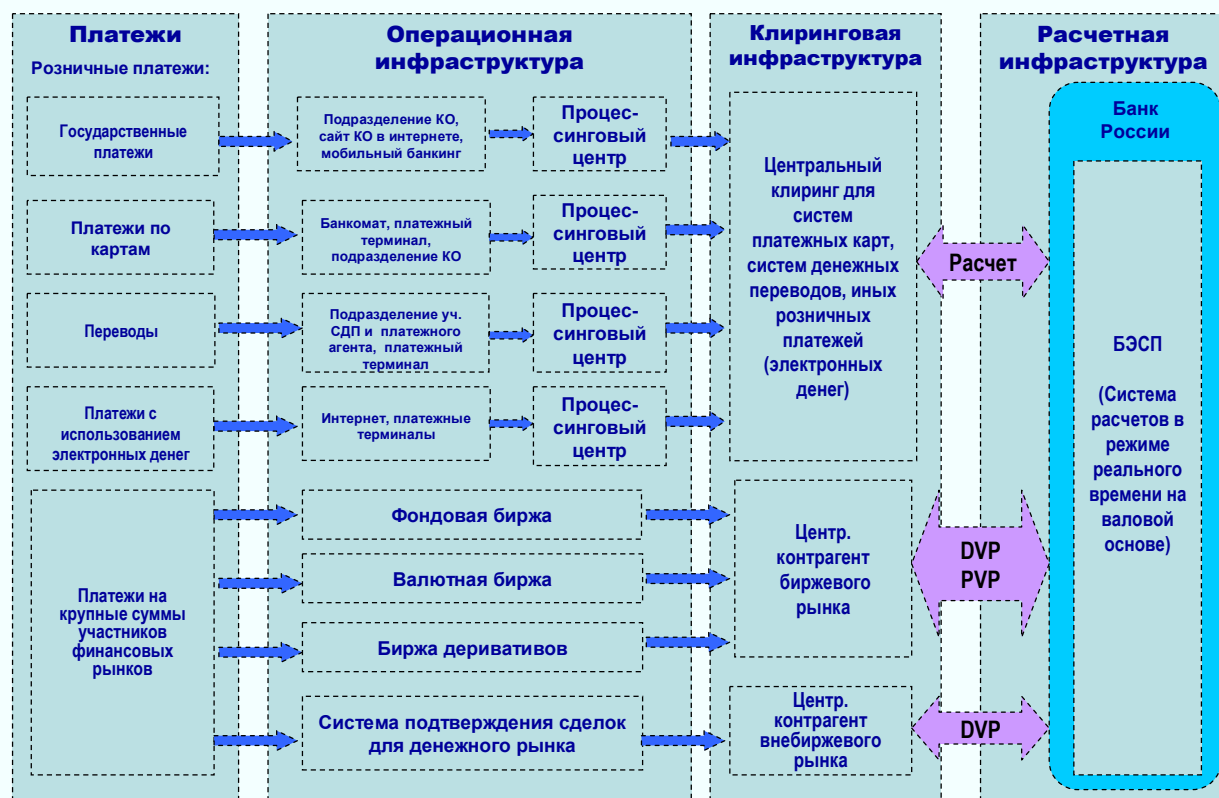 Платежи
Розничные платежи:
Государственные
платежи
Платежи по
картам
Переводы
Платежи с
использованием
электронных денег
Платежи на
крупные суммы
участников
финансовых
рынков
Операционная
инфраструктура
Подразделение КО,
сайт КО в интернете,
мобильный банкинг
Процес-
синговый
центр
Банкомат, платежный
терминал,
подразделение КО
Процес-
синговый
центр
Подразделение уч.
СДП и платежного
агента, платежный
терминал
Процес-
синговый
центр
Интернет, платежные
терминалы
Процес-
синговый
центр
Фондовая биржа
Валютная биржа
Биржа деривативов
Система подтверждения сделок
для денежного рынка
Клиринговая
инфраструктура
Центральный
клиринг для
систем
платежных карт,
систем денежных
переводов, иных
розничных
платежей
(электронных
денег)
Центр.
контрагент
биржевого
рынка
Центр.
контрагент
внебиржевого
рынка
Расчет
DVP
PVP
DVP
Расчетная
инфраструктура
Банк
России
БЭСП
(Система
расчетов в
режиме
реального
времени на
валовой
основе)